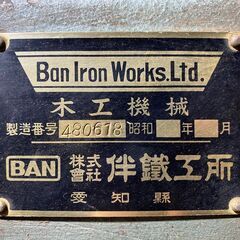 Ban Iron Works.Ltd.
木工機械
製造番号 480618 昭和 年 月
BAN 株式會社 伴鐵工所
愛知縣